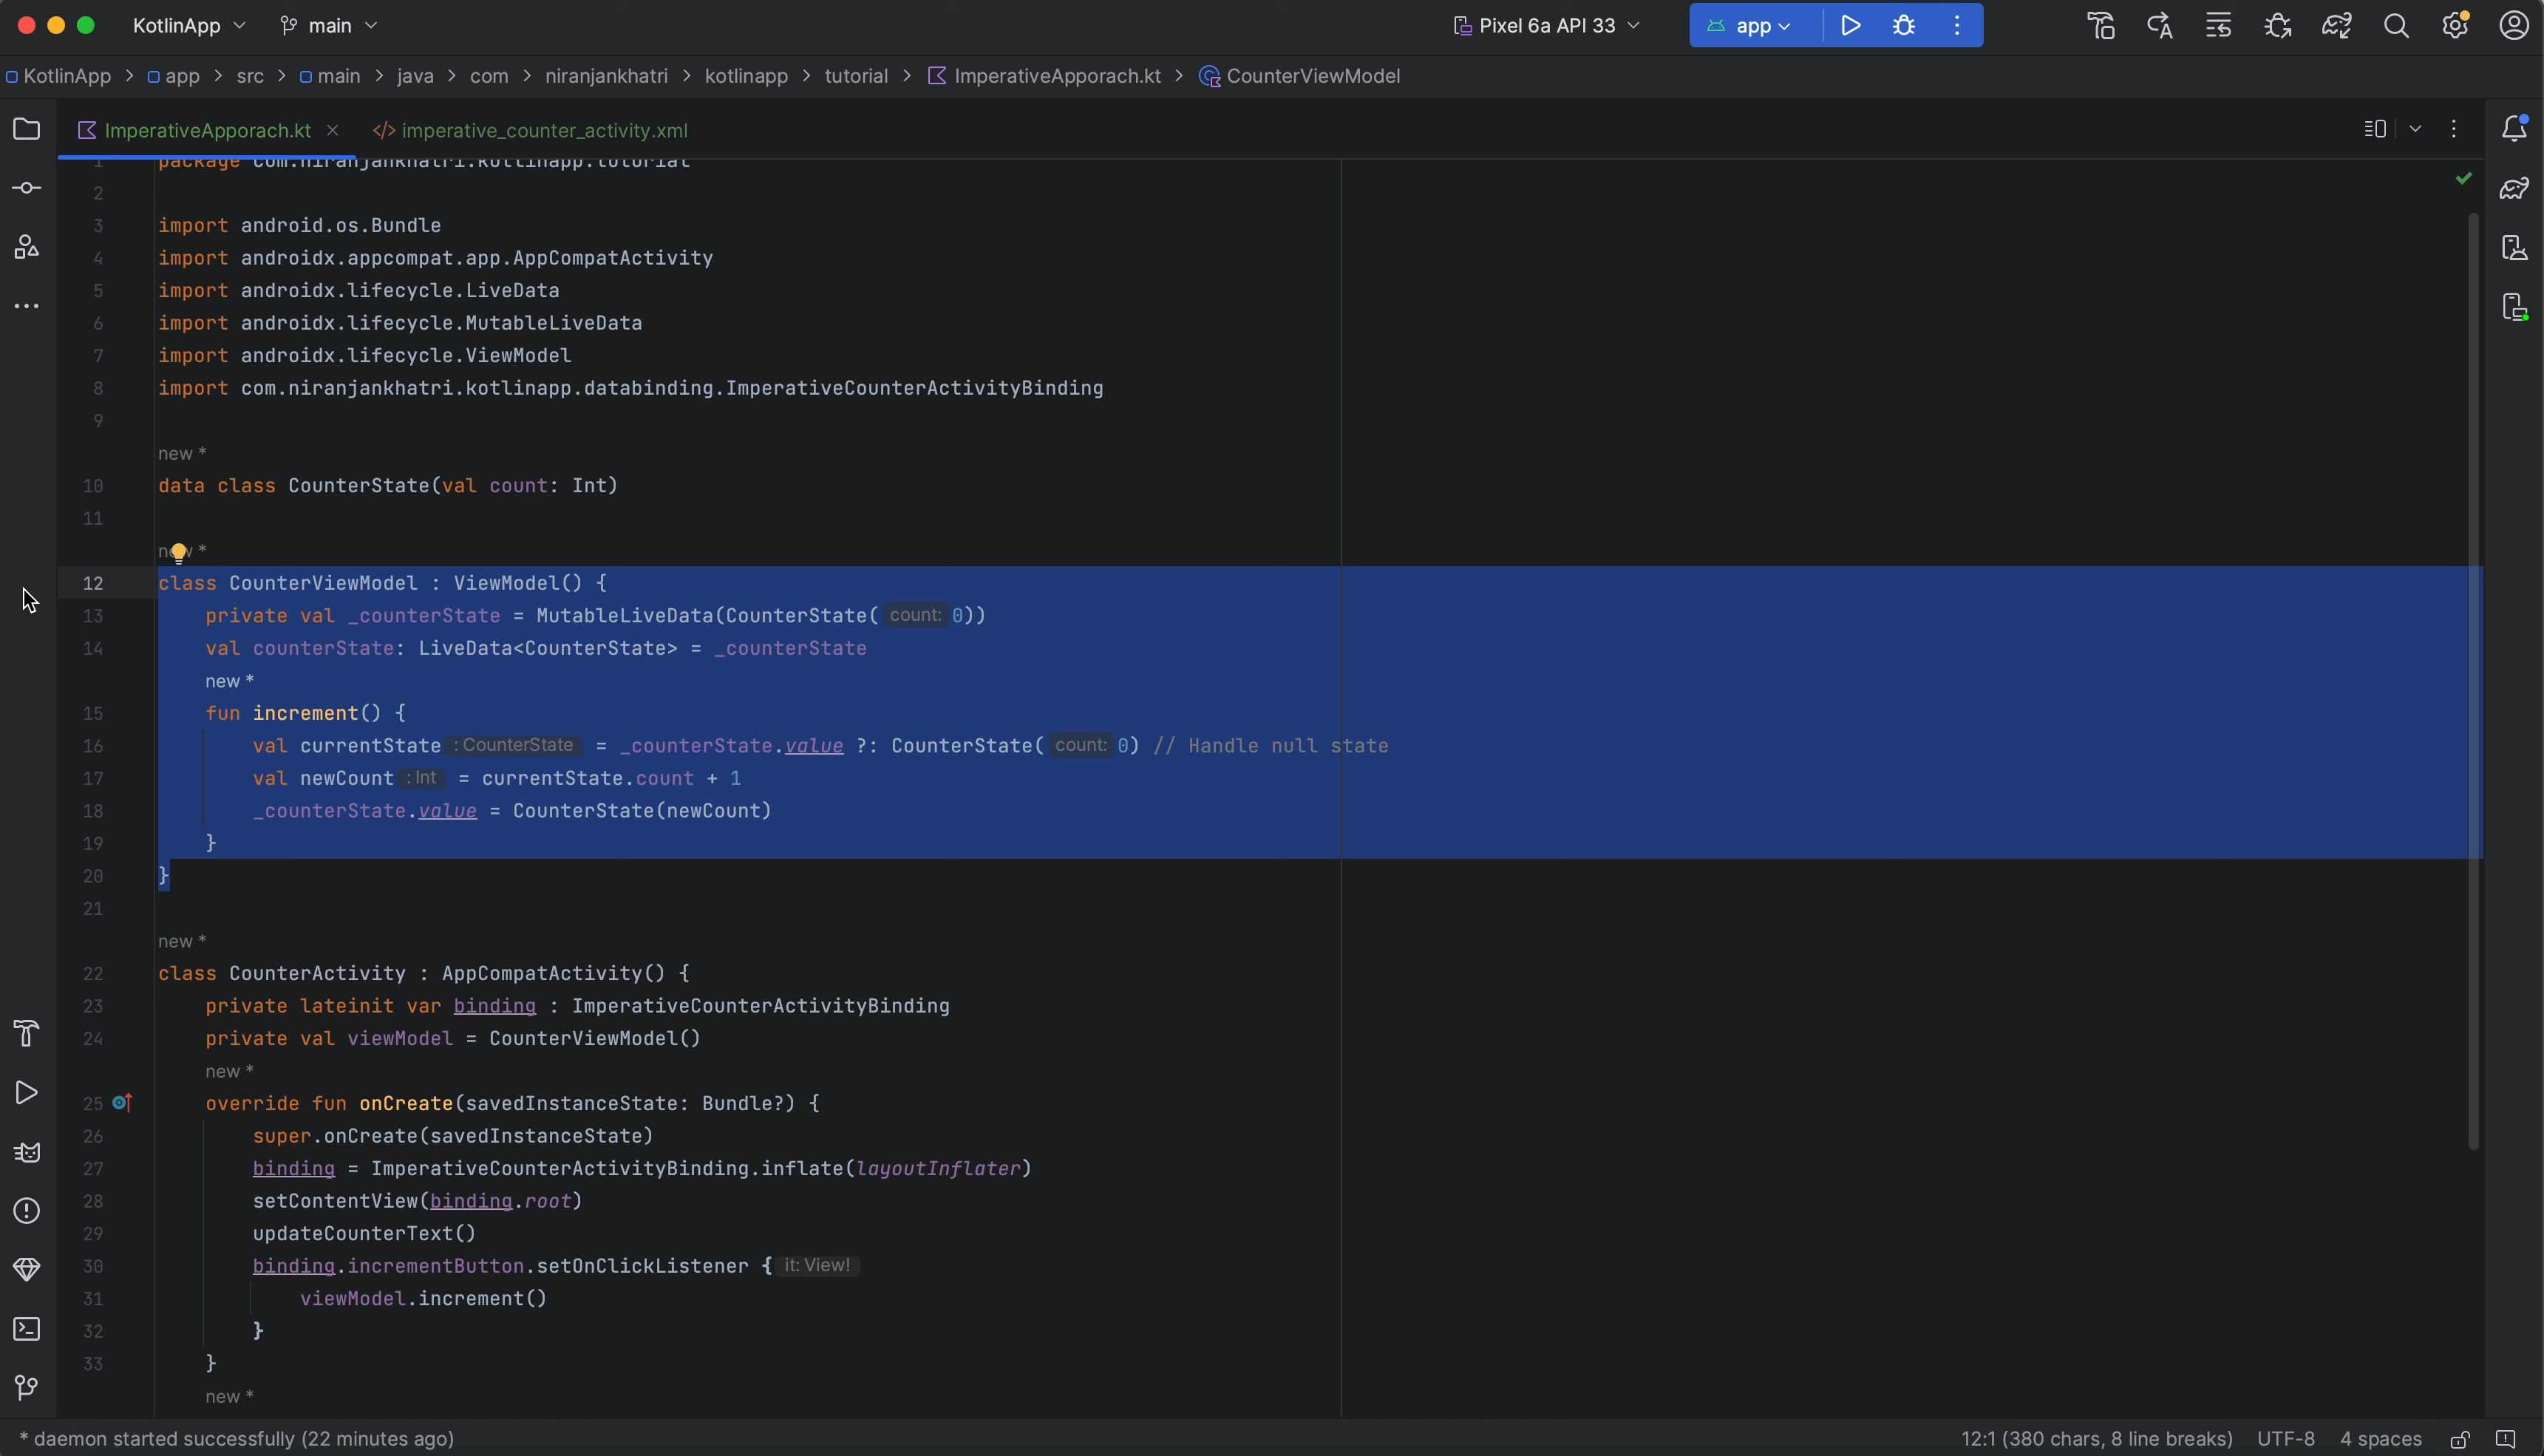 KotlinApp main Pixel 6a API 33 app
KotlinApp > app > src > main > java > com > niranjankhatri > kotlinapp > tutorial > ImperativeApporach.kt > CounterViewModel
ImperativeApporach.kt imperative_counter_activity.xml
1 package com.niranjankhatri.kotlinapp.tutorial
2
3 import android.os.Bundle
4 import androidx.appcompat.app.AppCompatActivity
5 import androidx.lifecycle.LiveData
6 import androidx.lifecycle.MutableLiveData
7 import androidx.lifecycle.ViewModel
8 import com.niranjankhatri.kotlinapp.databinding.ImperativeCounterActivityBinding
9
new *
10 data class CounterState(val count: Int)
11
new *
12 class CounterViewModel : ViewModel() {
13 private val _counterState = MutableLiveData(CounterState( count: 0))
14 val counterState: LiveData<CounterState> = _counterState
new *
15 fun increment() {
16 val currentState : CounterState = _counterState.value ?: CounterState( count: 0) // Handle null state
17 val newCount : Int = currentState.count + 1
18 _counterState.value = CounterState(newCount)
19 }
20 }
21
new *
22 class CounterActivity : AppCompatActivity() {
23 private lateinit var binding : ImperativeCounterActivityBinding
24 private val viewModel = CounterViewModel()
new *
25 override fun onCreate(savedInstanceState: Bundle?) {
26 super.onCreate(savedInstanceState)
27 binding = ImperativeCounterActivityBinding.inflate(layoutInflater)
28 setContentView(binding.root)
29 updateCounterText()
30 binding.incrementButton.setOnClickListener { it: View!
31 viewModel.increment()
32 }
33 }
new *
* daemon started successfully (22 minutes ago) 12:1 (380 chars, 8 line breaks) UTF-8 4 spaces